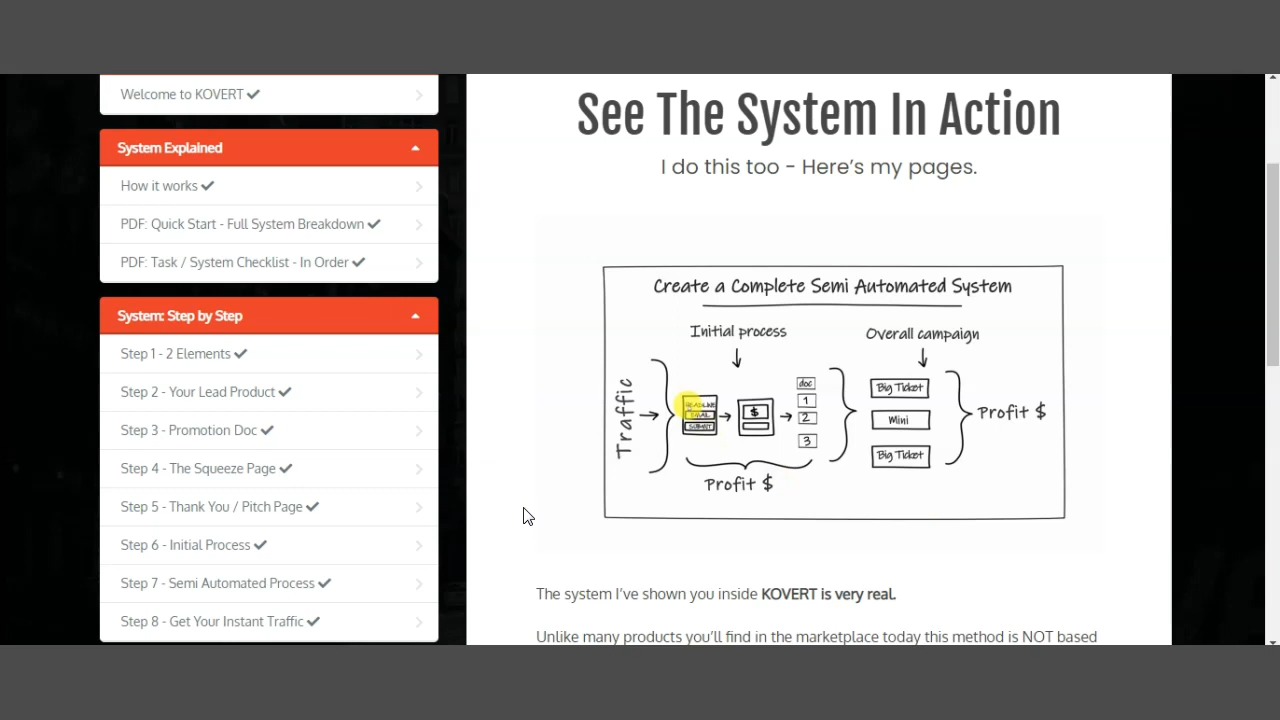 Welcome to KOVERT
System Explained
How it works
PDF: Quick Start - Full System Breakdown
PDF: Task / System Checklist - In Order
System: Step by Step
Step 1 - 2 Elements
Step 2 - Your Lead Product
Step 3 - Promotion Doc
Step 4 - The Squeeze Page
Step 5 - Thank You / Pitch Page
Step 6 - Initial Process
Step 7 - Semi Automated Process
Step 8 - Get Your Instant Traffic
See The System In Action
I do this too - Here's my pages.
Create a Complete Semi Automated System
Initial process
Overall campaign
Traffic
HEADLINE
EMAIL
SUBMIT
$
doc
1
2
3
Profit $
Big Ticket
Mini
Big Ticket
Profit $
The system I've shown you inside KOVERT is very real.
Unlike many products you'll find in the marketplace today this method is NOT based